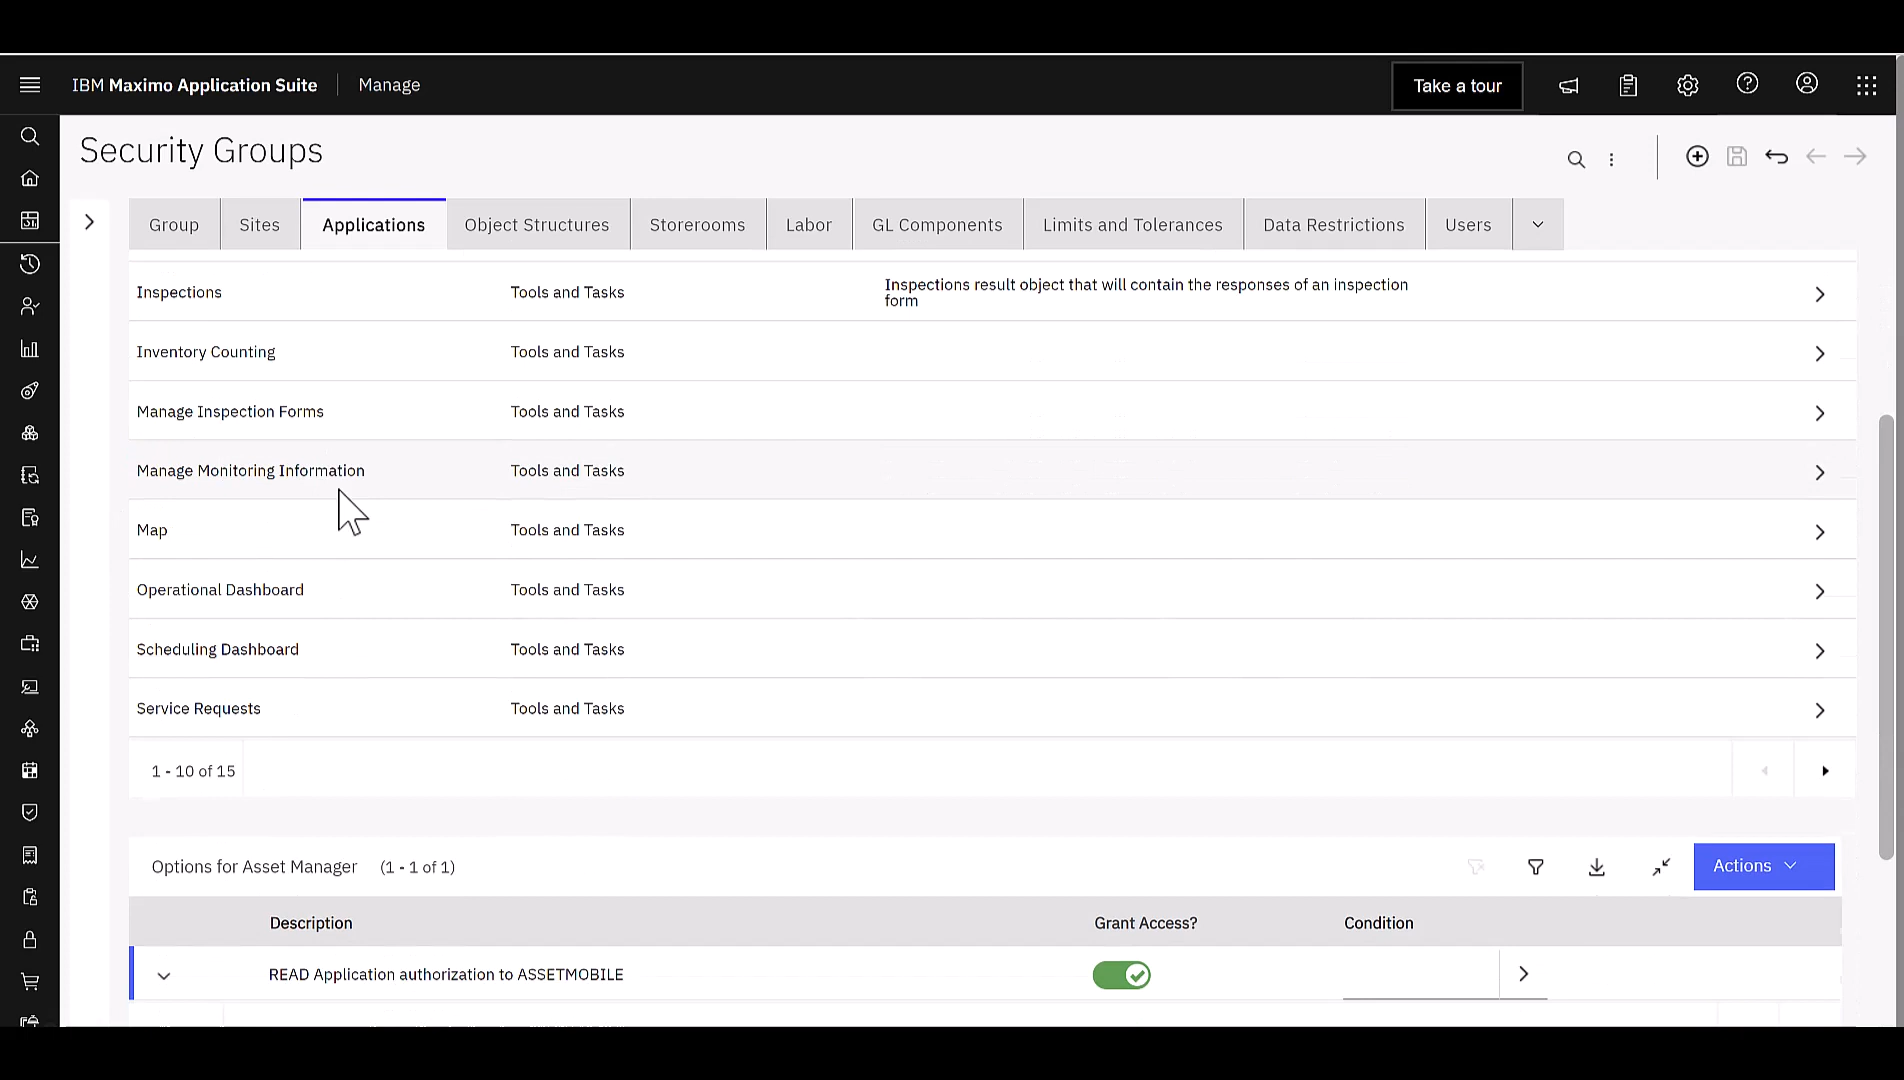 IBM Maximo Application Suite Manage Take a tour
Security Groups
Group Sites Applications Object Structures Storerooms Labor GL Components Limits and Tolerances Data Restrictions Users
Inspections Tools and Tasks Inspections result object that will contain the responses of an inspection
form
Inventory Counting Tools and Tasks
Manage Inspection Forms Tools and Tasks
Manage Monitoring Information Tools and Tasks
Map Tools and Tasks
Operational Dashboard Tools and Tasks
Scheduling Dashboard Tools and Tasks
Service Requests Tools and Tasks
1 - 10 of 15
Options for Asset Manager (1 - 1 of 1) Actions
Description Grant Access? Condition
READ Application authorization to ASSETMOBILE